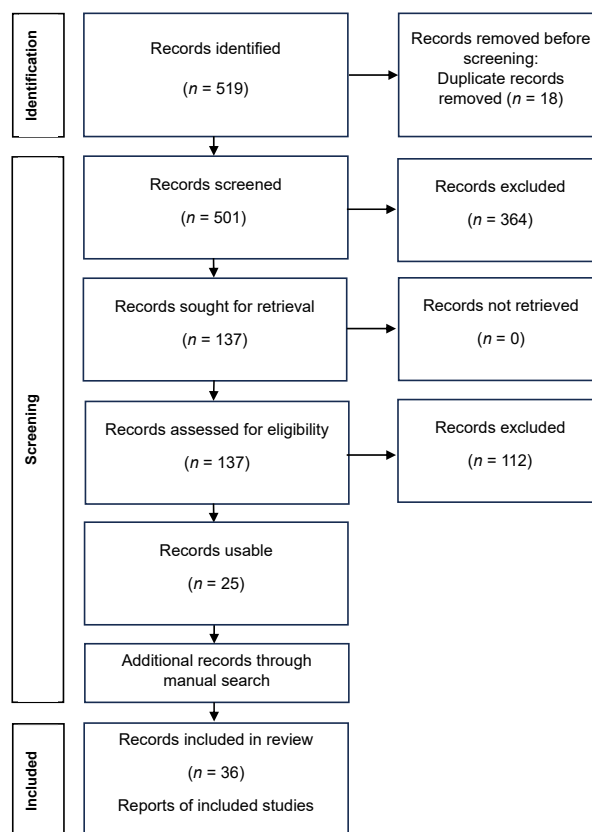 Identification
Records identified
(n = 519)
Records removed before
screening:
Duplicate records
removed (n = 18)
Screening
Records screened
(n = 501)
Records excluded
(n = 364)
Records sought for retrieval
(n = 137)
Records not retrieved
(n = 0)
Records assessed for eligibility
(n = 137)
Records excluded
(n = 112)
Records usable
(n = 25)
Additional records through
manual search
Included
Records included in review
(n = 36)
Reports of included studies